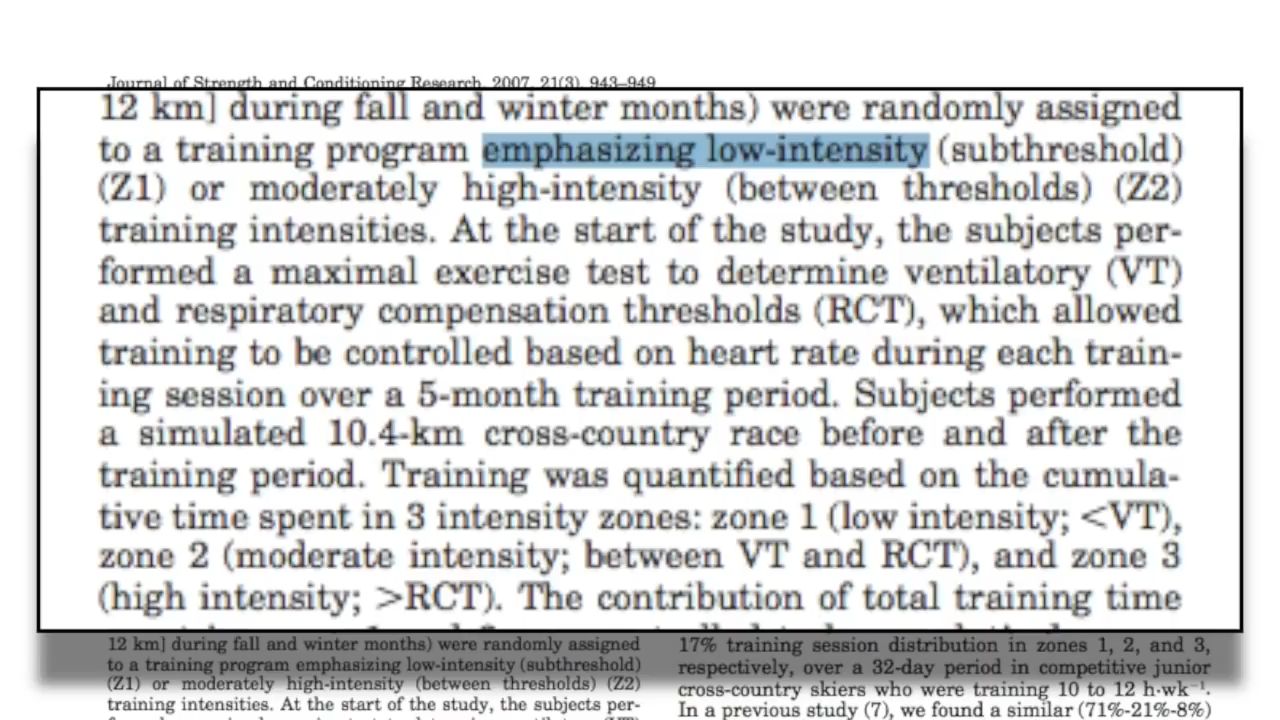 Journal of Strength and Conditioning Research, 2007, 21(3), 943–949
12 km] during fall and winter months) were randomly assigned
to a training program emphasizing low-intensity (subthreshold)
(Z1) or moderately high-intensity (between thresholds) (Z2)
training intensities. At the start of the study, the subjects per-
formed a maximal exercise test to determine ventilatory (VT)
and respiratory compensation thresholds (RCT), which allowed
training to be controlled based on heart rate during each train-
ing session over a 5-month training period. Subjects performed
a simulated 10.4-km cross-country race before and after the
training period. Training was quantified based on the cumula-
tive time spent in 3 intensity zones: zone 1 (low intensity; <VT),
zone 2 (moderate intensity; between VT and RCT), and zone 3
(high intensity; >RCT). The contribution of total training time
12 km] during fall and winter months) were randomly assigned
to a training program emphasizing low-intensity (subthreshold)
(Z1) or moderately high-intensity (between thresholds) (Z2)
training intensities. At the start of the study, the subjects per-
17% training session distribution in zones 1, 2, and 3,
respectively, over a 32-day period in competitive junior
cross-country skiers who were training 10 to 12 h·wk⁻¹.
In a previous study (7), we found a similar (71%-21%-8%)